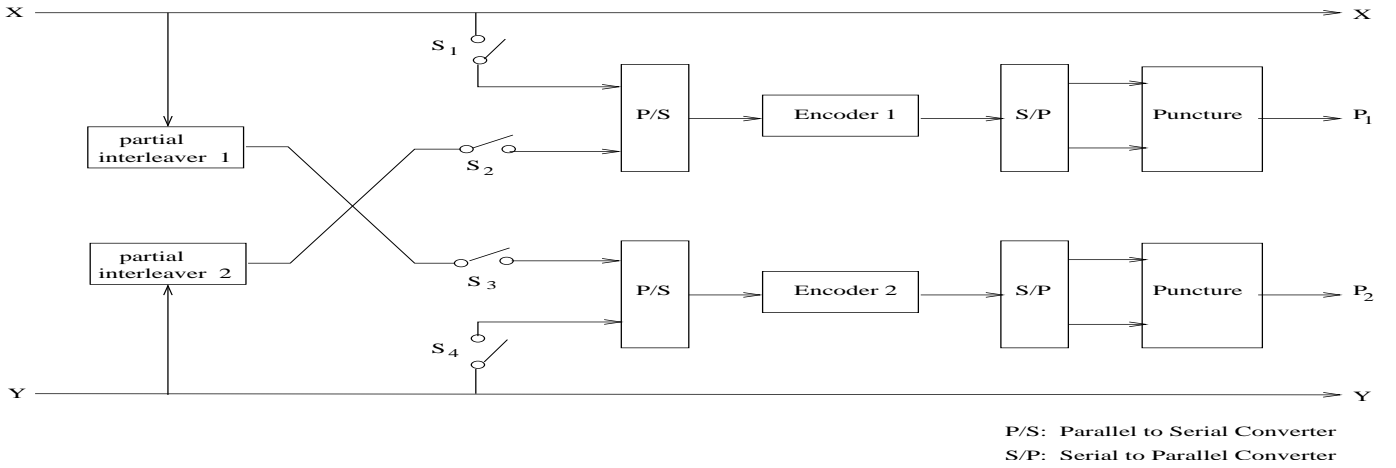 X
X
S1
P/S
Encoder 1
S/P
Puncture
P1
partial
interleaver 1
S2
partial
interleaver 2
S3
P/S
Encoder 2
S/P
Puncture
P2
S4
Y
Y
P/S: Parallel to Serial Converter
S/P: Serial to Parallel Converter